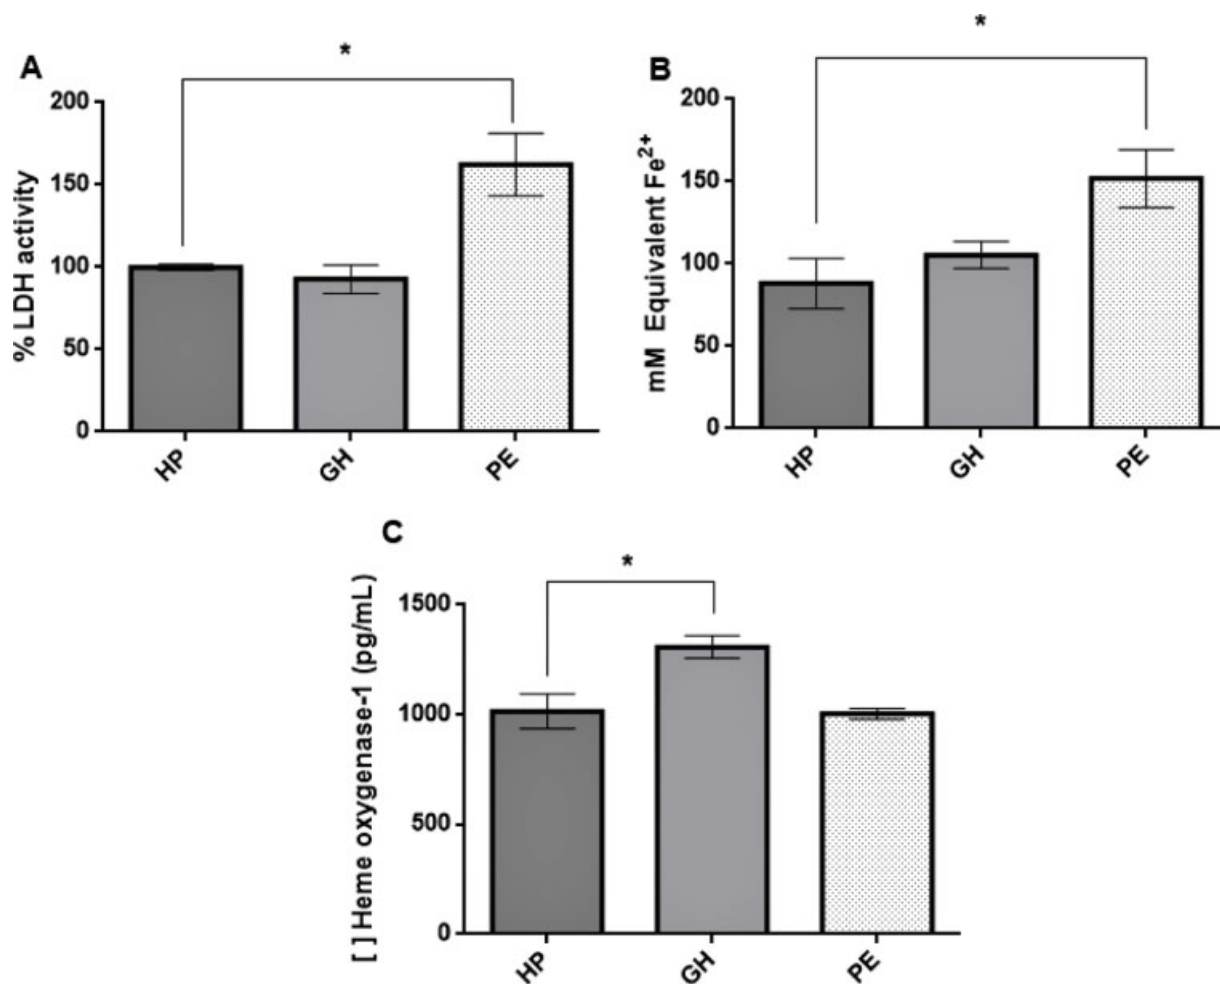 A
*
% LDH activity
200
150
100
50
0
HP
GH
PE
B
*
mM Equivalent Fe²⁺
200
150
100
50
0
HP
GH
PE
C
*
[ ] Heme oxygenase-1 (pg/mL)
1500
1000
500
0
HP
GH
PE